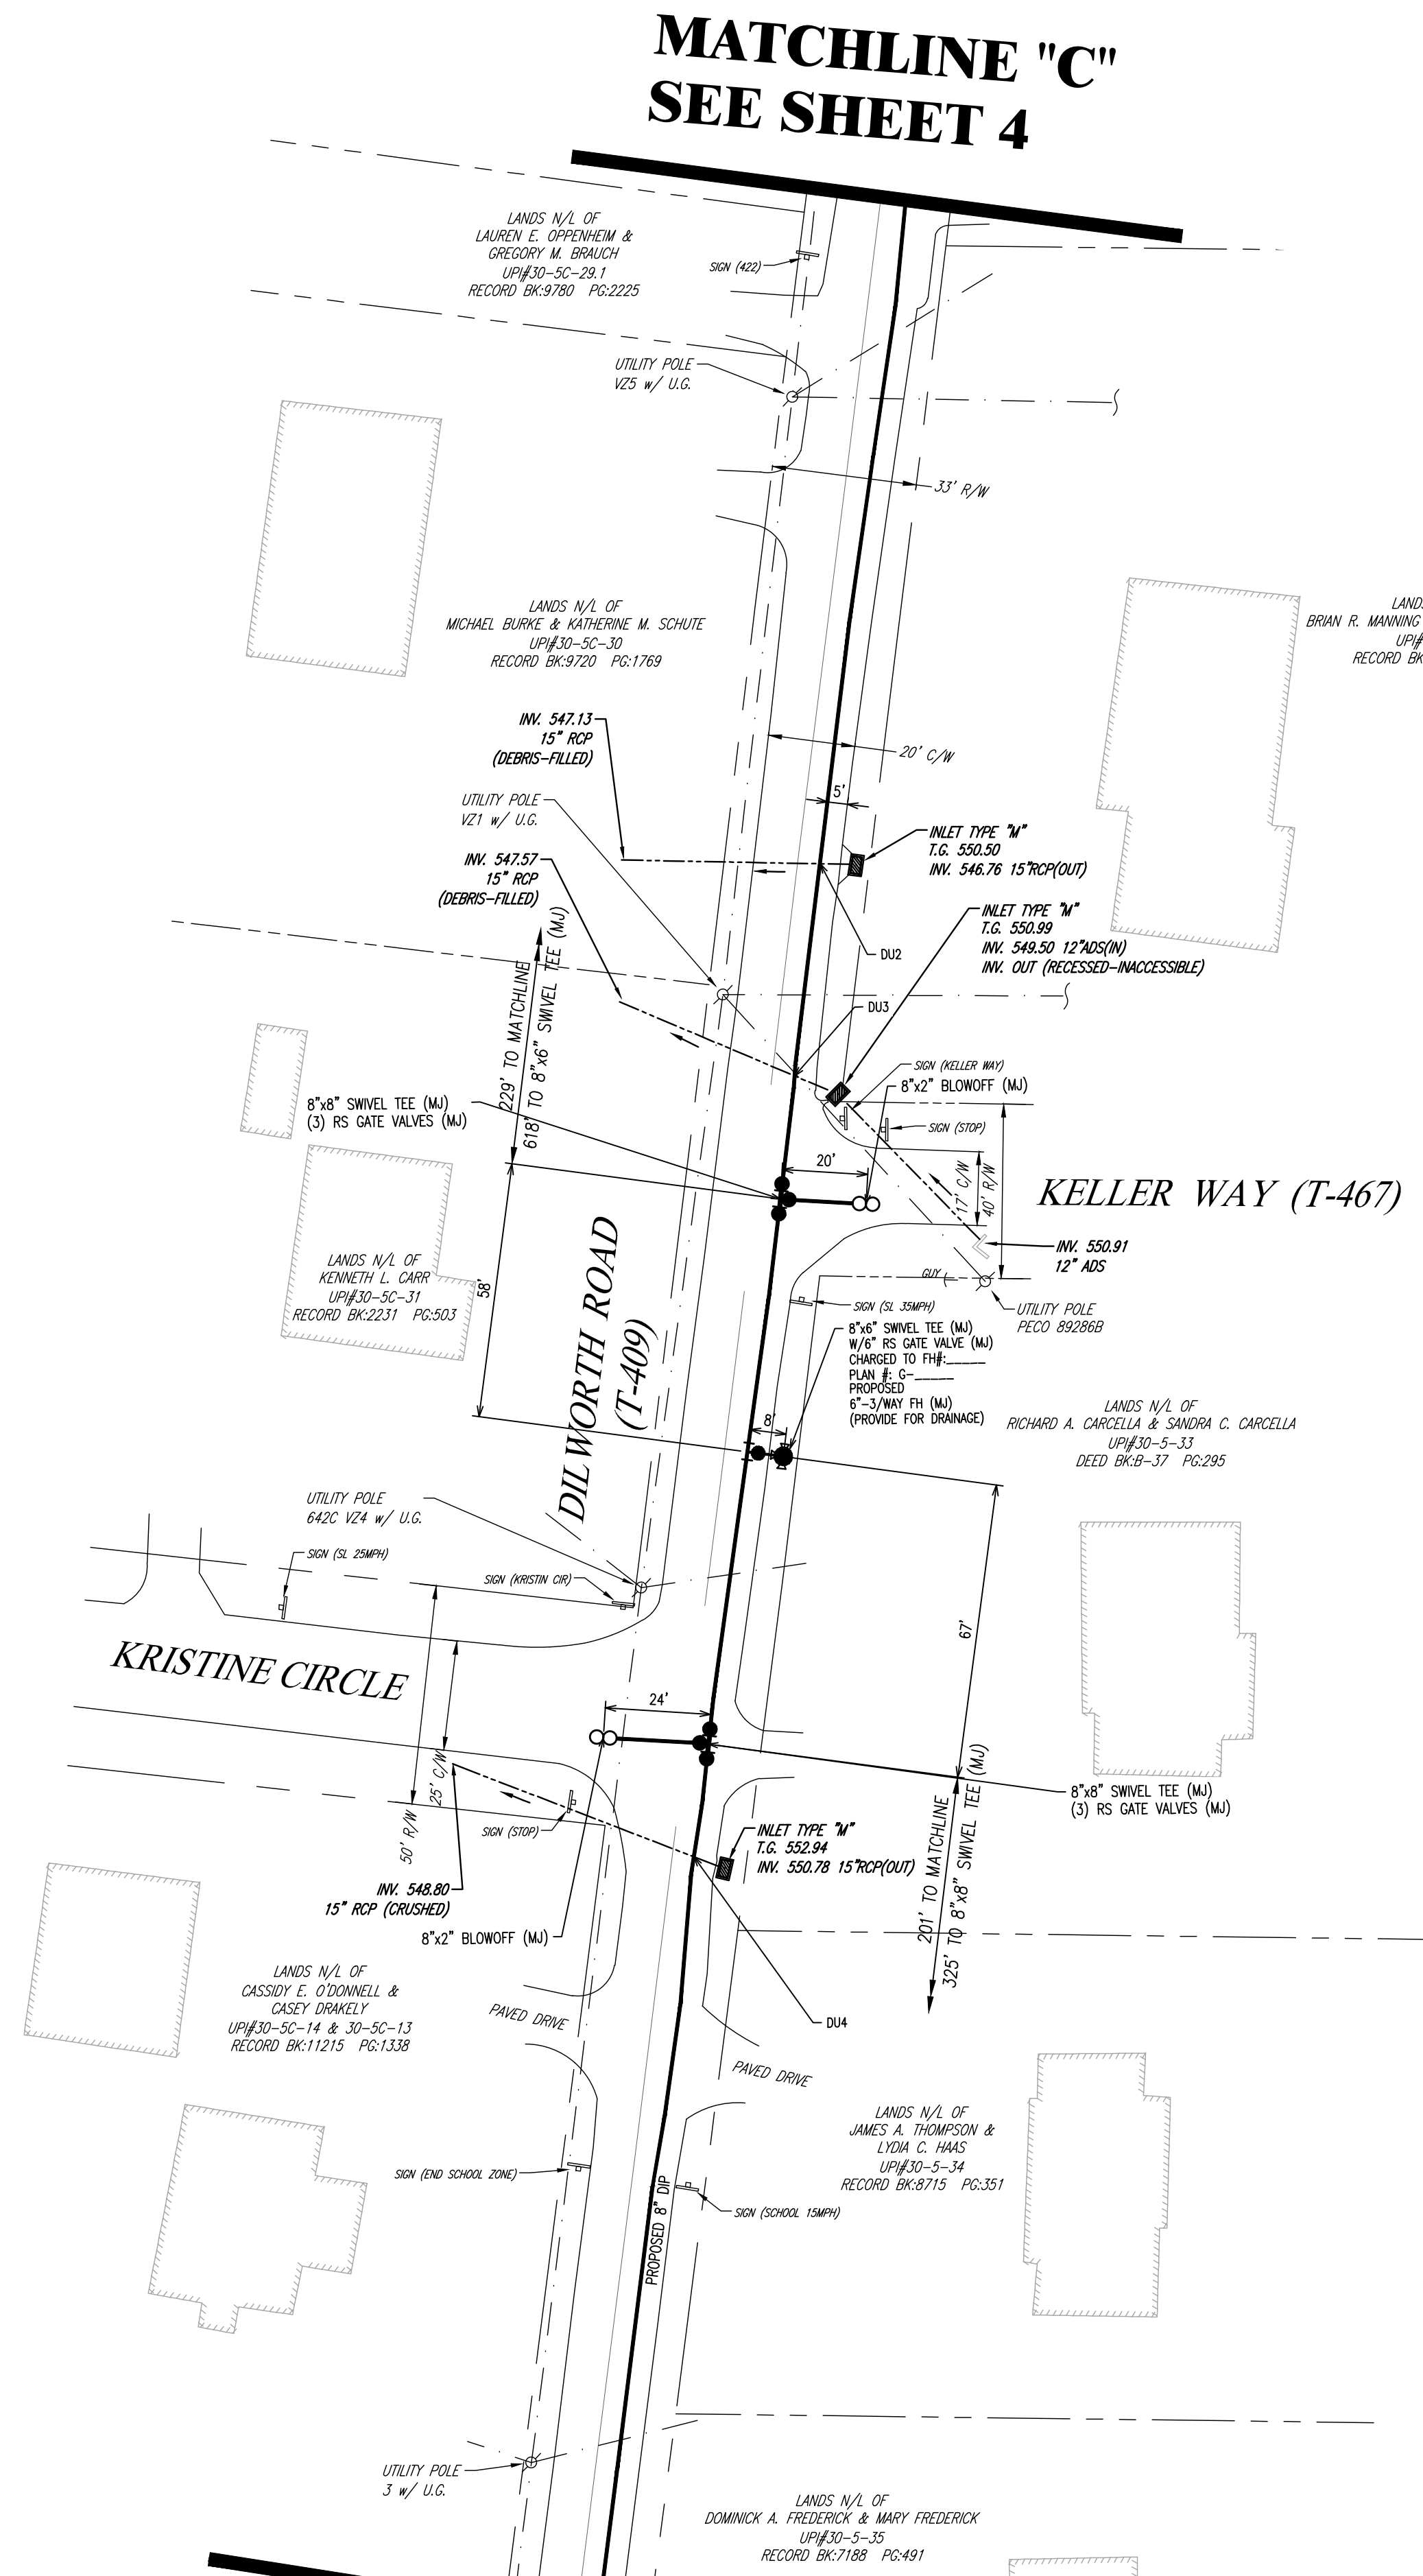 MATCHLINE "C"
SEE SHEET 4
LANDS N/L OF
LAUREN E. OPPENHEIM &
GREGORY M. BRAUCH
UPI#30-5C-29.1
RECORD BK:9780 PG:2225
SIGN (422)
UTILITY POLE
VZ5 w/ U.G.
33' R/W
LANDS N/L OF
MICHAEL BURKE & KATHERINE M. SCHUTE
UPI#30-5C-30
RECORD BK:9720 PG:1769
LANDS
BRIAN R. MANNING
UPI#
RECORD BK
INV. 547.13
15" RCP
(DEBRIS-FILLED)
20' C/W
5'
UTILITY POLE
VZ1 w/ U.G.
INLET TYPE "M"
T.G. 550.50
INV. 546.76 15"RCP(OUT)
INV. 547.57
15" RCP
(DEBRIS-FILLED)
INLET TYPE "M"
T.G. 550.99
INV. 549.50 12"ADS(IN)
INV. OUT (RECESSED-INACCESSIBLE)
DU2
DU3
229' TO MATCHLINE
618' TO 8"x6" SWIVEL TEE (MJ)
SIGN (KELLER WAY)
8"x2" BLOWOFF (MJ)
8"x8" SWIVEL TEE (MJ)
(3) RS GATE VALVES (MJ)
SIGN (STOP)
20'
17' C/W
40' R/W
KELLER WAY (T-467)
INV. 550.91
12" ADS
LANDS N/L OF
KENNETH L. CARR
UPI#30-5C-31
RECORD BK:2231 PG:503
58'
GUY
DILWORTH ROAD
(T-409)
SIGN (SL 35MPH)
UTILITY POLE
PECO 89286B
8"x6" SWIVEL TEE (MJ)
W/6" RS GATE VALVE (MJ)
CHARGED TO FH#:_____
PLAN #: G-_____
PROPOSED
6"-3/WAY FH (MJ)
(PROVIDE FOR DRAINAGE)
8'
LANDS N/L OF
RICHARD A. CARCELLA & SANDRA C. CARCELLA
UPI#30-5-33
DEED BK:B-37 PG:295
UTILITY POLE
642C VZ4 w/ U.G.
SIGN (SL 25MPH)
SIGN (KRISTIN CIR)
67'
KRISTINE CIRCLE
24'
25' C/W
50' R/W
8"x8" SWIVEL TEE (MJ)
(3) RS GATE VALVES (MJ)
SIGN (STOP)
INLET TYPE "M"
T.G. 552.94
INV. 550.78 15"RCP(OUT)
201' TO MATCHLINE
325' TO 8"x8" SWIVEL TEE (MJ)
INV. 548.80
15" RCP (CRUSHED)
8"x2" BLOWOFF (MJ)
LANDS N/L OF
CASSIDY E. O'DONNELL &
CASEY DRAKELY
UPI#30-5C-14 & 30-5C-13
RECORD BK:11215 PG:1338
PAVED DRIVE
DU4
PAVED DRIVE
LANDS N/L OF
JAMES A. THOMPSON &
LYDIA C. HAAS
UPI#30-5-34
RECORD BK:8715 PG:351
SIGN (END SCHOOL ZONE)
SIGN (SCHOOL 15MPH)
PROPOSED 8" DIP
UTILITY POLE
3 w/ U.G.
LANDS N/L OF
DOMINICK A. FREDERICK & MARY FREDERICK
UPI#30-5-35
RECORD BK:7188 PG:491